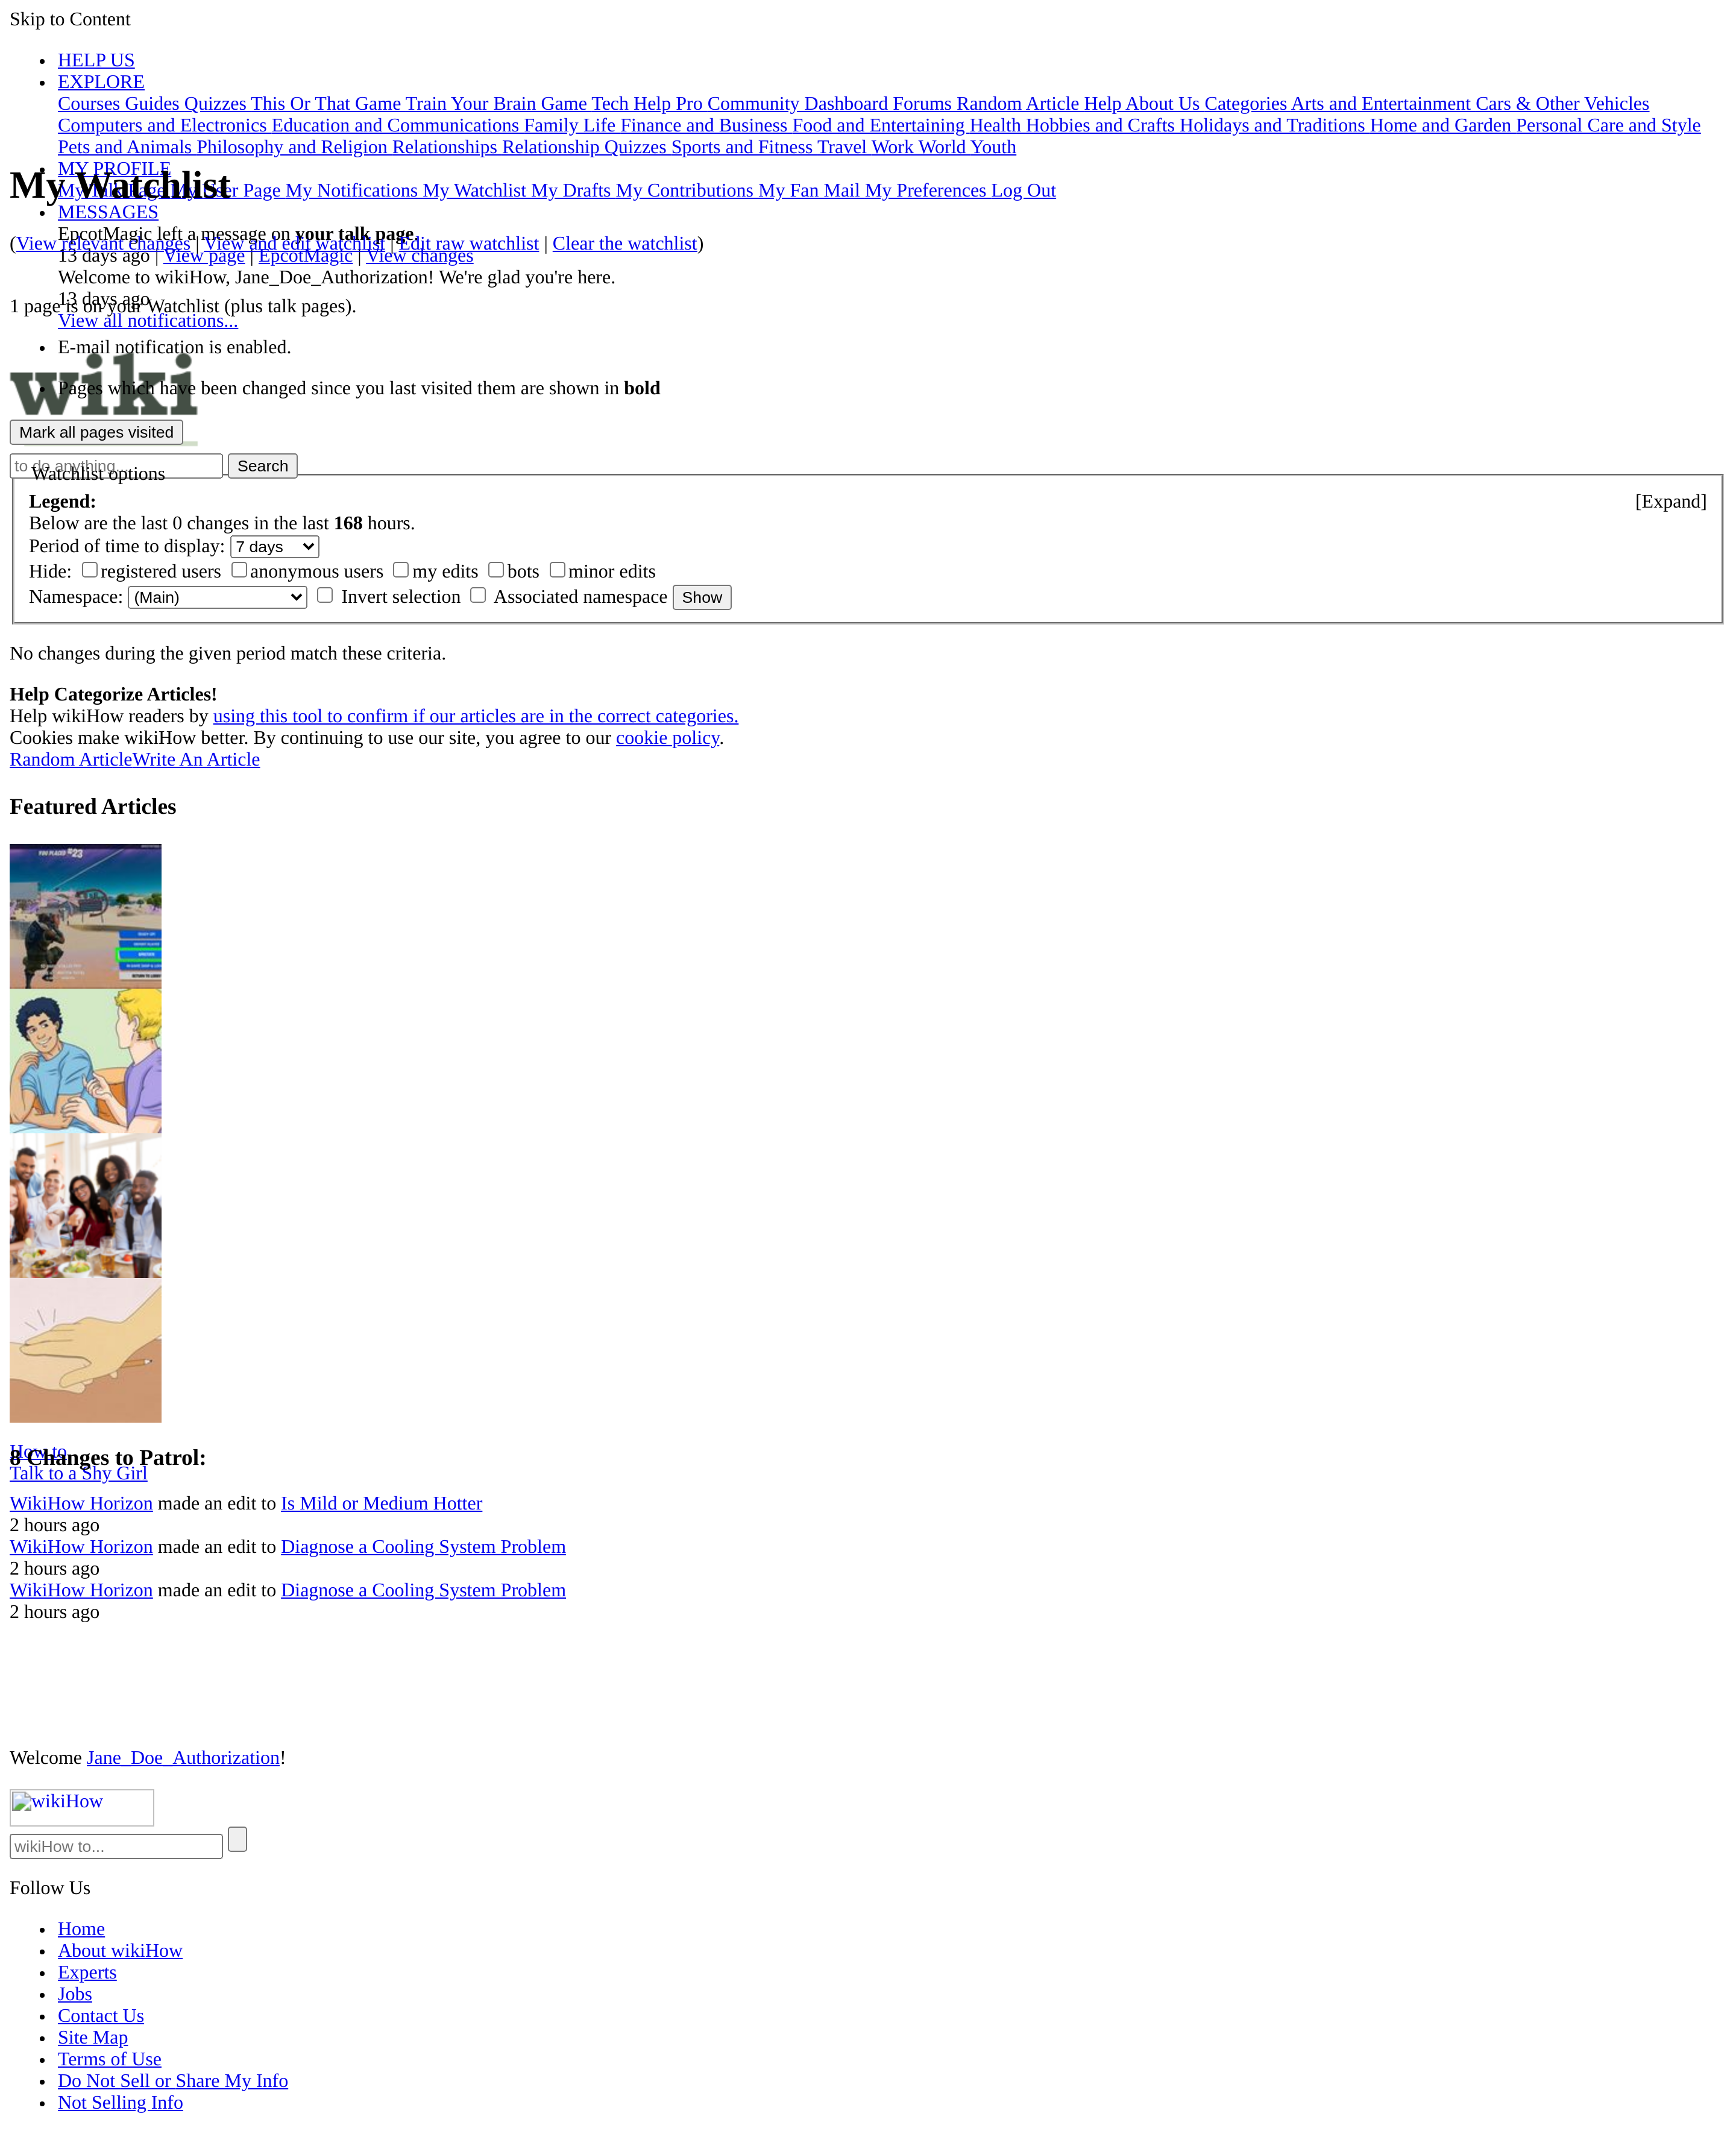 Skip to Content
HELP US
EXPLORE
Courses Guides Quizzes This Or That Game Train Your Brain Game Tech Help Pro Community Dashboard Forums Random Article Help About Us Categories Arts and Entertainment Cars & Other Vehicles
Computers and Electronics Education and Communications Family Life Finance and Business Food and Entertaining Health Hobbies and Crafts Holidays and Traditions Home and Garden Personal Care and Style
Pets and Animals Philosophy and Religion Relationships Relationship Quizzes Sports and Fitness Travel Work World Youth
MY PROFILE
My Watchlist
My Talk Page My User Page My Notifications My Watchlist My Drafts My Contributions My Fan Mail My Preferences Log Out
MESSAGES
EpcotMagic left a message on your talk page.
(View relevant changes | View and edit watchlist | Edit raw watchlist | Clear the watchlist)
13 days ago | View page | EpcotMagic | View changes
Welcome to wikiHow, Jane_Doe_Authorization! We're glad you're here.
13 days ago
1 page is on your Watchlist (plus talk pages).
View all notifications...
E-mail notification is enabled.
wiki
Pages which have been changed since you last visited them are shown in bold
Mark all pages visited
to do anything...
Search
Watchlist options
Legend:
[Expand]
Below are the last 0 changes in the last 168 hours.
Period of time to display: 7 days
Hide: registered users anonymous users my edits bots minor edits
Namespace: (Main) Invert selection Associated namespace Show
No changes during the given period match these criteria.
Help Categorize Articles!
Help wikiHow readers by using this tool to confirm if our articles are in the correct categories.
Cookies make wikiHow better. By continuing to use our site, you agree to our cookie policy.
Random ArticleWrite An Article
Featured Articles
YOU PLACED #23
How to
8 Changes to Patrol:
Talk to a Shy Girl
WikiHow Horizon made an edit to Is Mild or Medium Hotter
2 hours ago
WikiHow Horizon made an edit to Diagnose a Cooling System Problem
2 hours ago
WikiHow Horizon made an edit to Diagnose a Cooling System Problem
2 hours ago
Welcome Jane_Doe_Authorization!
wikiHow
wikiHow to...
Follow Us
Home
About wikiHow
Experts
Jobs
Contact Us
Site Map
Terms of Use
Do Not Sell or Share My Info
Not Selling Info